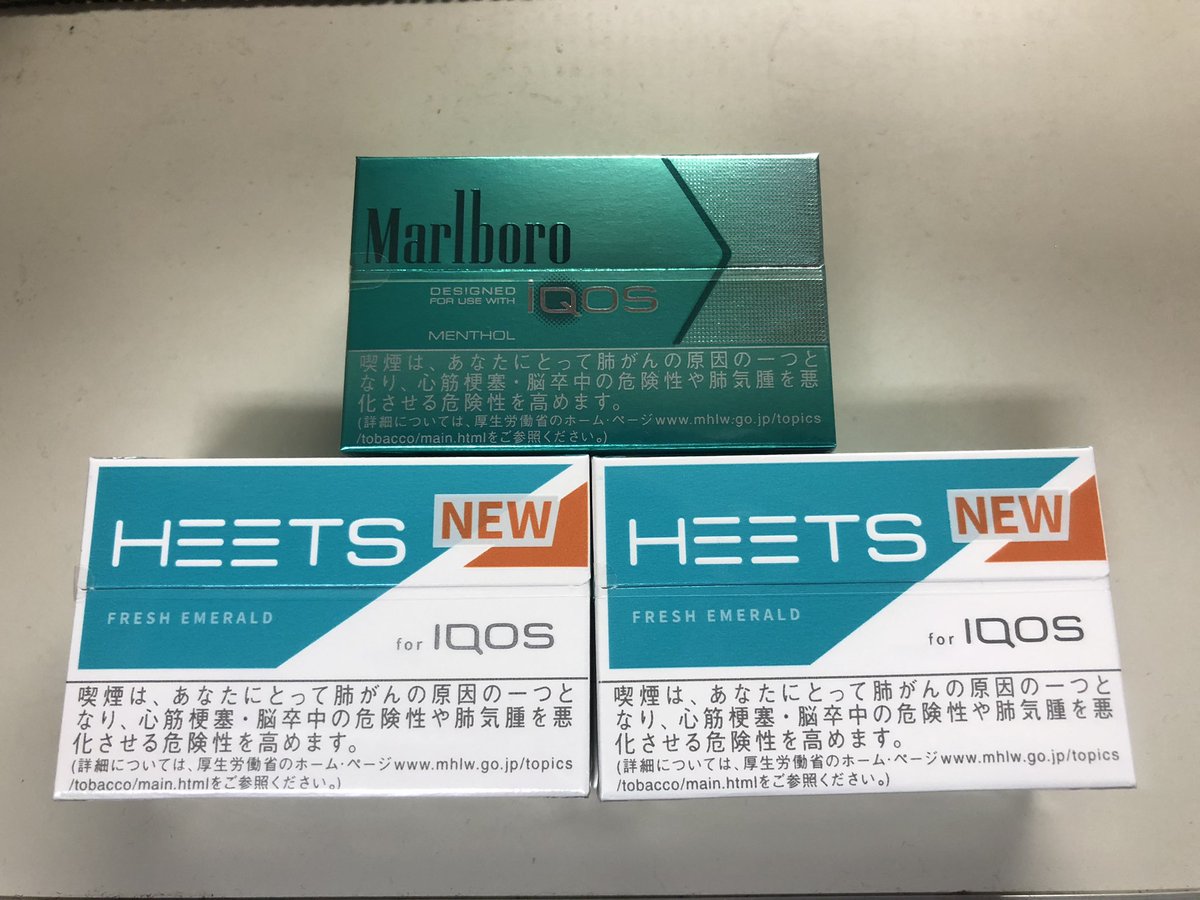 Marlboro
DESIGNED
FOR USE WITH IQOS
MENTHOL
喫煙は、あなたにとって肺がんの原因の一つと
なり、心筋梗塞・脳卒中の危険性や肺気腫を悪
化させる危険性を高めます。
(詳細については、厚生労働省のホーム・ページwww.mhlw.go.jp/topics
/tobacco/main.htmlをご参照ください。)
HEETS NEW
FRESH EMERALD
for IQOS
喫煙は、あなたにとって肺がんの原因の一つと
なり、心筋梗塞・脳卒中の危険性や肺気腫を悪
化させる危険性を高めます。
(詳細については、厚生労働省のホーム・ページwww.mhlw.go.jp/topics
/tobacco/main.htmlをご参照ください。)
HEETS NEW
FRESH EMERALD
for IQOS
喫煙は、あなたにとって肺がんの原因の一つと
なり、心筋梗塞・脳卒中の危険性や肺気腫を悪
化させる危険性を高めます。
(詳細については、厚生労働省のホーム・ページwww.mhlw.go.jp/topics
/tobacco/main.htmlをご参照ください。)